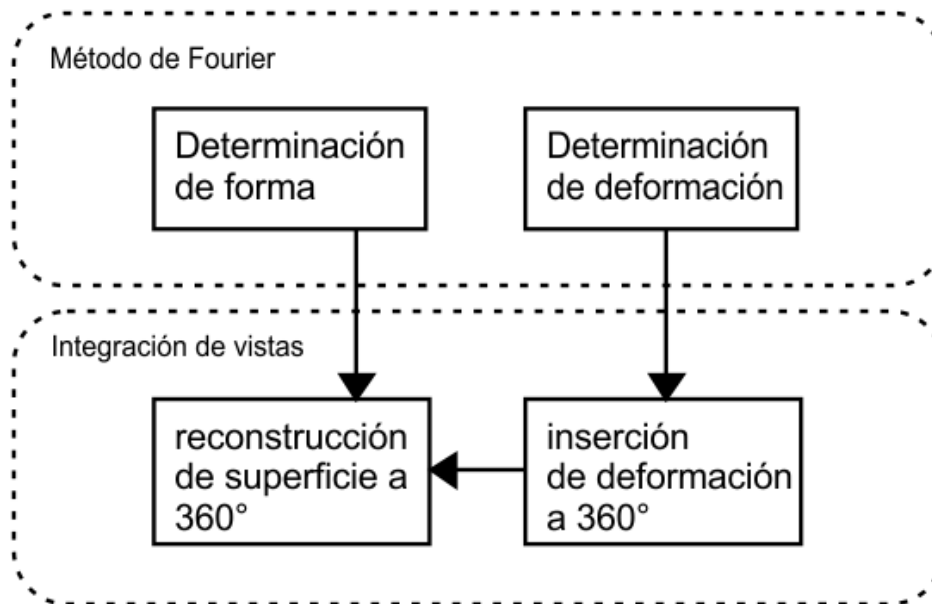 Método de Fourier
Determinación
de forma
Determinación
de deformación
Integración de vistas
reconstrucción
de superficie a
360°
inserción
de deformación
a 360°